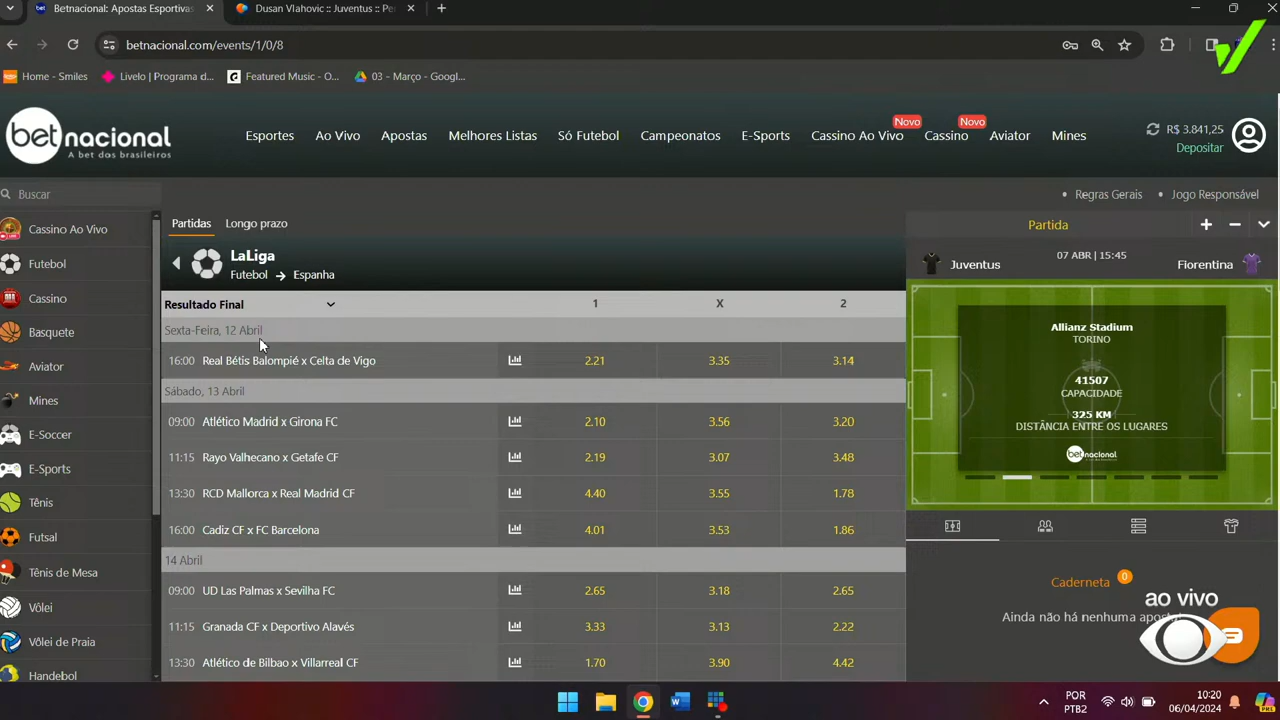 Betnacional: Apostas Esportivas
Dusan Vlahovic :: Juventus :: Pe
betnacional.com/events/1/0/8
Home - Smiles
Livelo | Programa d...
Featured Music - O...
03 - Março - Googl...
bet nacional
A bet dos brasileiros
Esportes
Ao Vivo
Apostas
Melhores Listas
Só Futebol
Campeonatos
E-Sports
Cassino Ao Vivo
Novo
Cassino
Novo
Aviator
Mines
R$ 3.841,25
Depositar
Buscar
Regras Gerais
Jogo Responsável
Cassino Ao Vivo
Futebol
Cassino
Basquete
Aviator
Mines
E-Soccer
E-Sports
Tênis
Futsal
Tênis de Mesa
Vôlei
Vôlei de Praia
Handebol
Partidas
Longo prazo
LaLiga
Futebol → Espanha
Resultado Final 1 X 2
Sexta-Feira, 12 Abril
16:00 Real Bétis Balompié x Celta de Vigo 2.21 3.35 3.14
Sábado, 13 Abril
09:00 Atlético Madrid x Girona FC 2.10 3.56 3.20
11:15 Rayo Valhecano x Getafe CF 2.19 3.07 3.48
13:30 RCD Mallorca x Real Madrid CF 4.40 3.55 1.78
16:00 Cadiz CF x FC Barcelona 4.01 3.53 1.86
14 Abril
09:00 UD Las Palmas x Sevilha FC 2.65 3.18 2.65
11:15 Granada CF x Deportivo Alavés 3.33 3.13 2.22
13:30 Atlético de Bilbao x Villarreal CF 1.70 3.90 4.42
Partida
Juventus
07 ABR | 15:45
Fiorentina
Allianz Stadium
TORINO
41507
CAPACIDADE
325 KM
DISTÂNCIA ENTRE OS LUGARES
betnacional
Caderneta 0
Ainda não há nenhuma aposta
ao vivo
POR
PTB2
10:20
06/04/2024